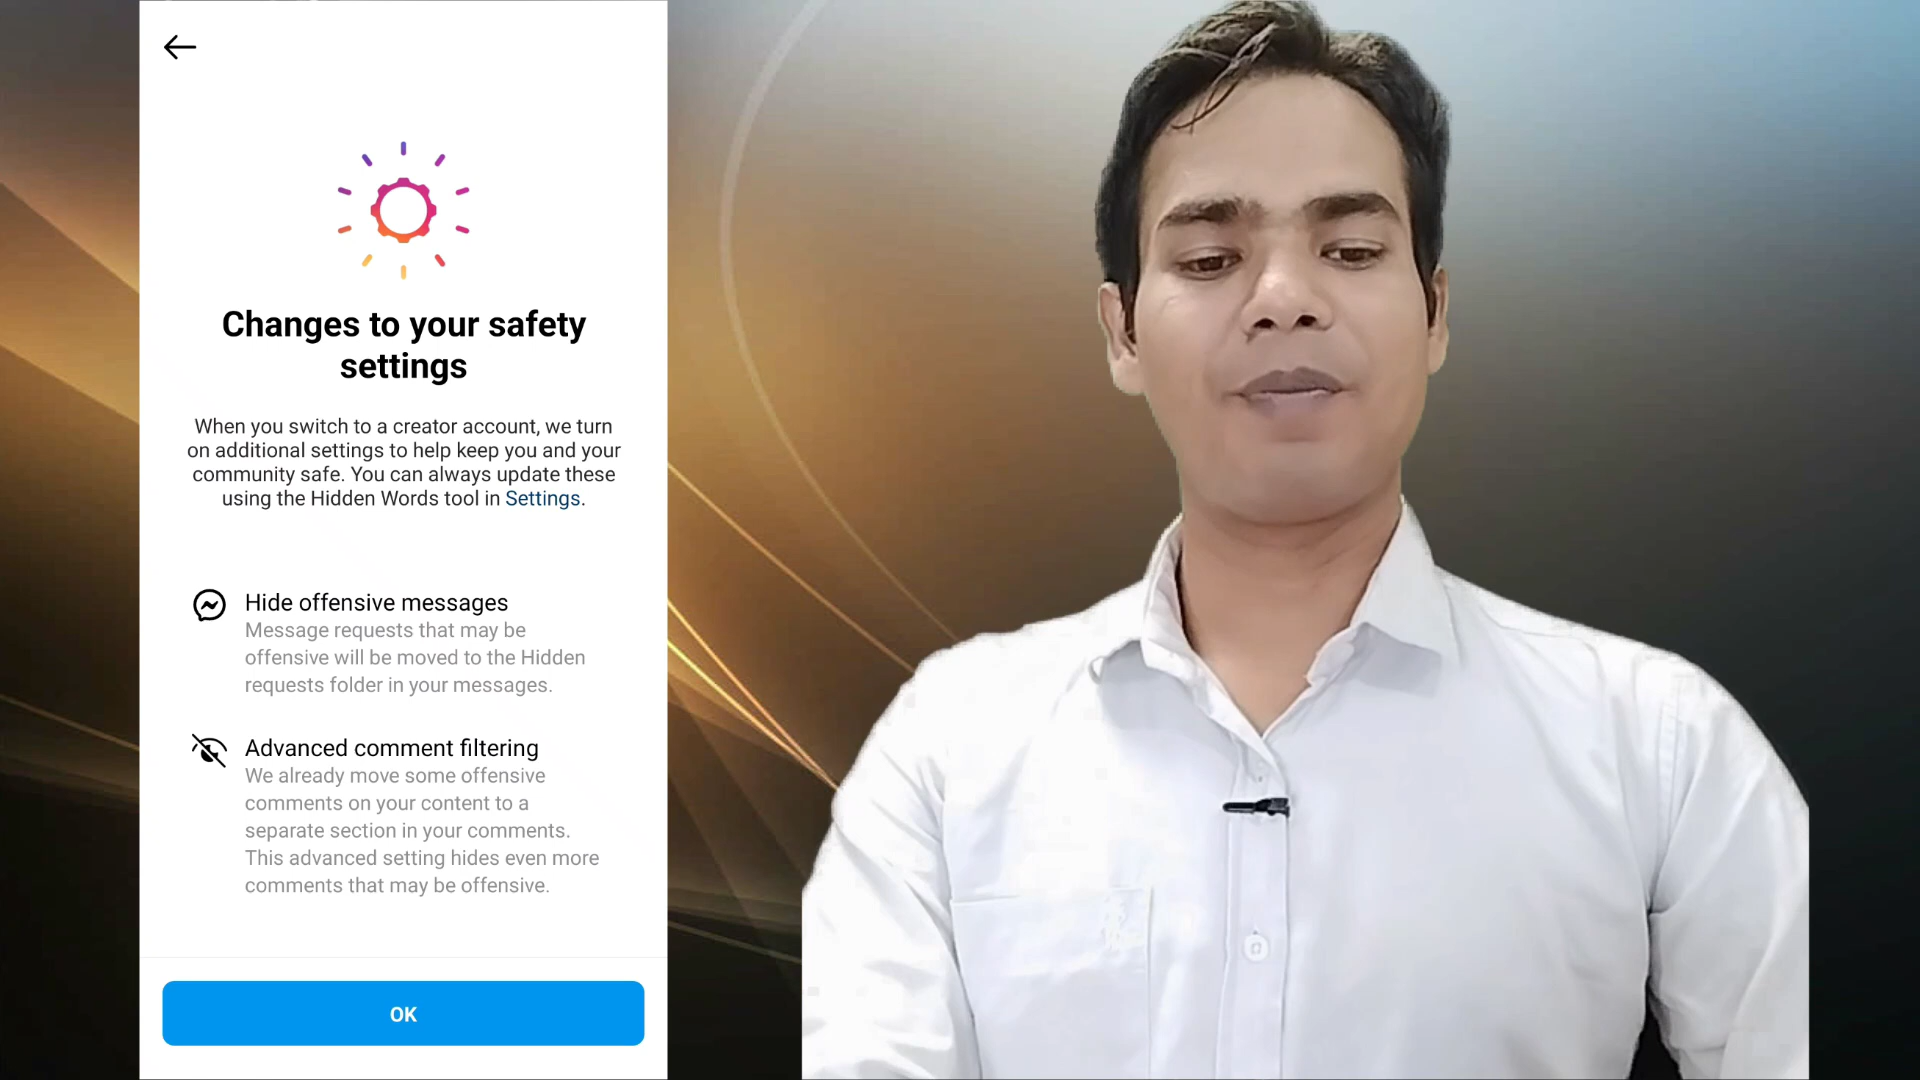 Changes to your safety
settings
When you switch to a creator account, we turn
on additional settings to help keep you and your
community safe. You can always update these
using the Hidden Words tool in Settings.
Hide offensive messages
Message requests that may be
offensive will be moved to the Hidden
requests folder in your messages.
Advanced comment filtering
We already move some offensive
comments on your content to a
separate section in your comments.
This advanced setting hides even more
comments that may be offensive.
OK